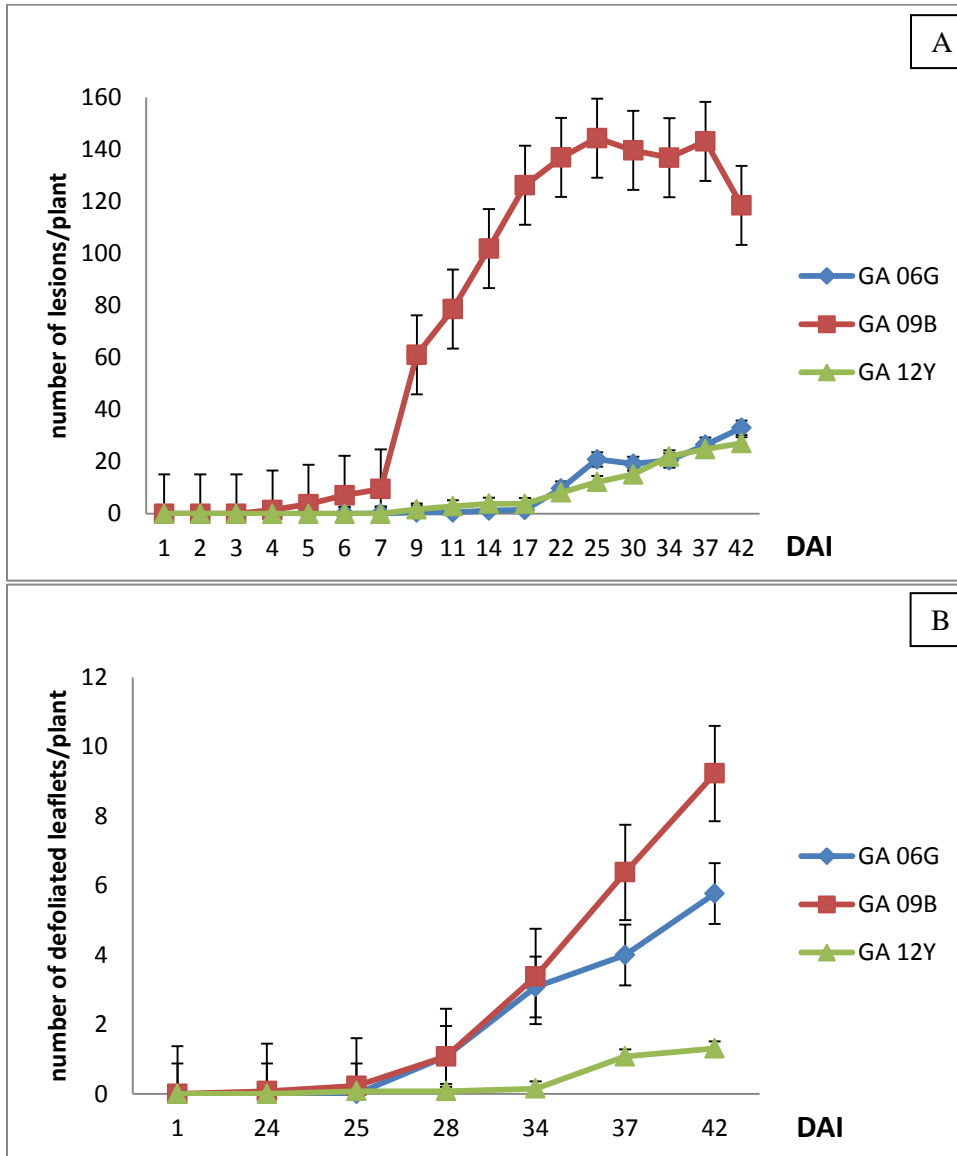 A
number of lesions/plant
160
140
120
100
80
60
40
20
0
1 2 3 4 5 6 7 9 11 14 17 22 25 30 34 37 42 DAI
GA 06G
GA 09B
GA 12Y
B
number of defoliated leaflets/plant
12
10
8
6
4
2
0
1 24 25 28 34 37 42 DAI
GA 06G
GA 09B
GA 12Y